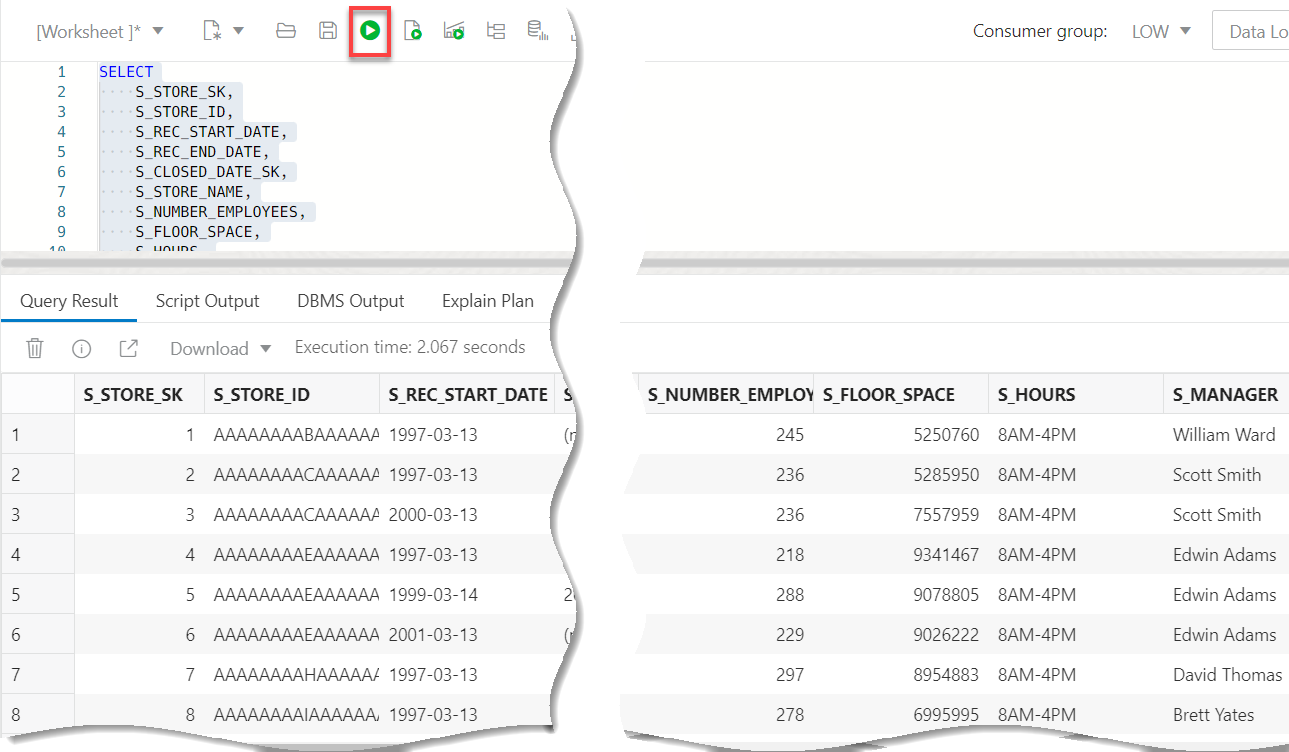 [Worksheet ]* Consumer group: LOW Data Lo
1 SELECT
2 S_STORE_SK,
3 S_STORE_ID,
4 S_REC_START_DATE,
5 S_REC_END_DATE,
6 S_CLOSED_DATE_SK,
7 S_STORE_NAME,
8 S_NUMBER_EMPLOYEES,
9 S_FLOOR_SPACE,
10 S_HOURS
Query Result Script Output DBMS Output Explain Plan
Download Execution time: 2.067 seconds
S_STORE_SK S_STORE_ID S_REC_START_DATE S S_NUMBER_EMPLOY S_FLOOR_SPACE S_HOURS S_MANAGER
1 1 AAAAAAAABAAAAAA 1997-03-13 (n 245 5250760 8AM-4PM William Ward
2 2 AAAAAAAACAAAAAA 1997-03-13 236 5285950 8AM-4PM Scott Smith
3 3 AAAAAAAACAAAAAA 2000-03-13 236 7557959 8AM-4PM Scott Smith
4 4 AAAAAAAAEAAAAAA 1997-03-13 218 9341467 8AM-4PM Edwin Adams
5 5 AAAAAAAAEAAAAAA 1999-03-14 2 288 9078805 8AM-4PM Edwin Adams
6 6 AAAAAAAAEAAAAAA 2001-03-13 (n 229 9026222 8AM-4PM Edwin Adams
7 7 AAAAAAAAHAAAAAA 1997-03-13 297 8954883 8AM-4PM David Thomas
8 8 AAAAAAAAIAAAAAA 1997-03-13 278 6995995 8AM-4PM Brett Yates